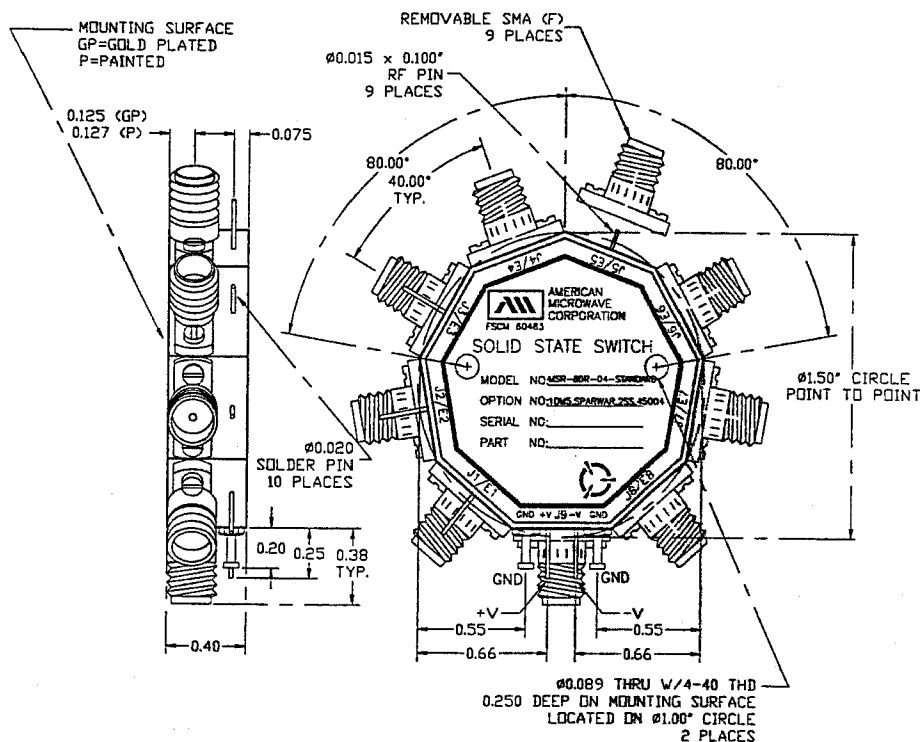 MOUNTING SURFACE
GP=GOLD PLATED
P=PAINTED
REMOVABLE SMA (F)
9 PLACES
Ø0.015 x 0.100"
RF PIN
9 PLACES
0.125 (GP)
0.127 (P)
0.075
80.00°
40.00°
TYP.
80.00°
J4/E4
J5/E5
J3/E3
J6/E6
J2/E2
J1/E1
J8/E8
AMERICAN
MICROWAVE
CORPORATION
FSCM 60483
SOLID STATE SWITCH
MODEL NO: MSR-8DR-04-STANDARD
OPTION NO:
SERIAL NO:
PART NO:
GND +V J9 -V GND
Ø1.50" CIRCLE
POINT TO POINT
Ø0.020
SOLDER PIN
10 PLACES
0.20
0.25
0.38
TYP.
0.40
GND
GND
+V
-V
0.55
0.55
0.66
0.66
Ø0.089 THRU W/4-40 THD
0.250 DEEP ON MOUNTING SURFACE
LOCATED ON Ø1.00" CIRCLE
2 PLACES